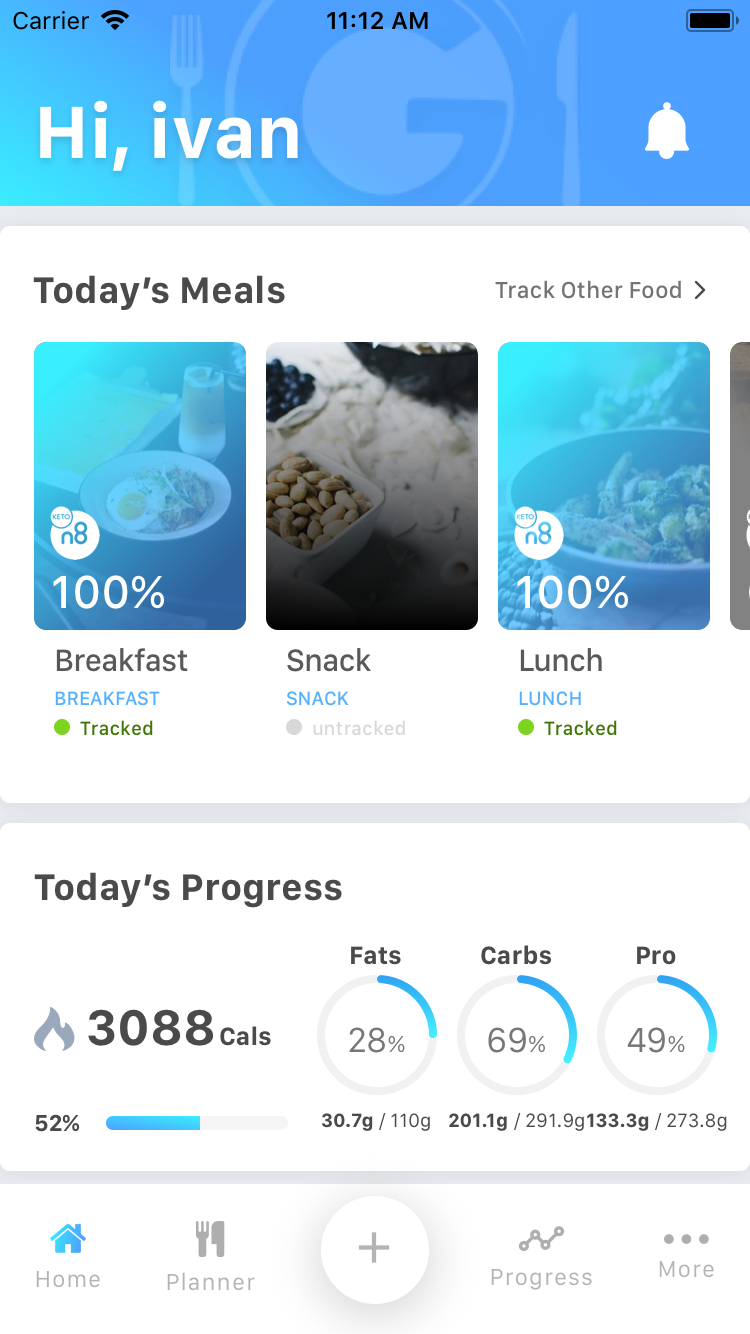 Carrier 11:12 AM
Hi, ivan
Today's Meals Track Other Food
KETO n8 KETO n8
100% 100%
Breakfast Snack Lunch
BREAKFAST SNACK LUNCH
Tracked untracked Tracked
Today's Progress
Fats Carbs Pro
3088 Cals 28% 69% 49%
52% 30.7g / 110g 201.1g / 291.9g 133.3g / 273.8g
Home Planner + Progress More